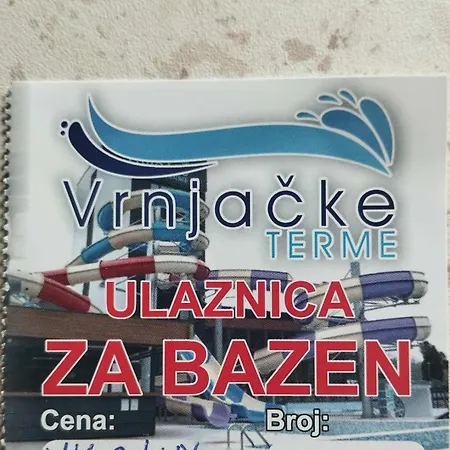 Vrnjačke
TERME
ULAZNICA
ZA BAZEN
Cena: Broj: